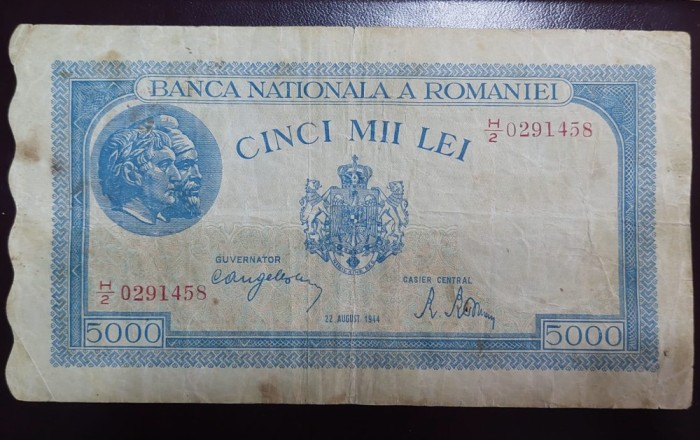 BANCA NATIONALA A ROMANIEI
CINCI MII LEI
H/2 0291458
GUVERNATOR
CASIER CENTRAL
H/2 0291458
22 AUGUST 1944
5000
5000